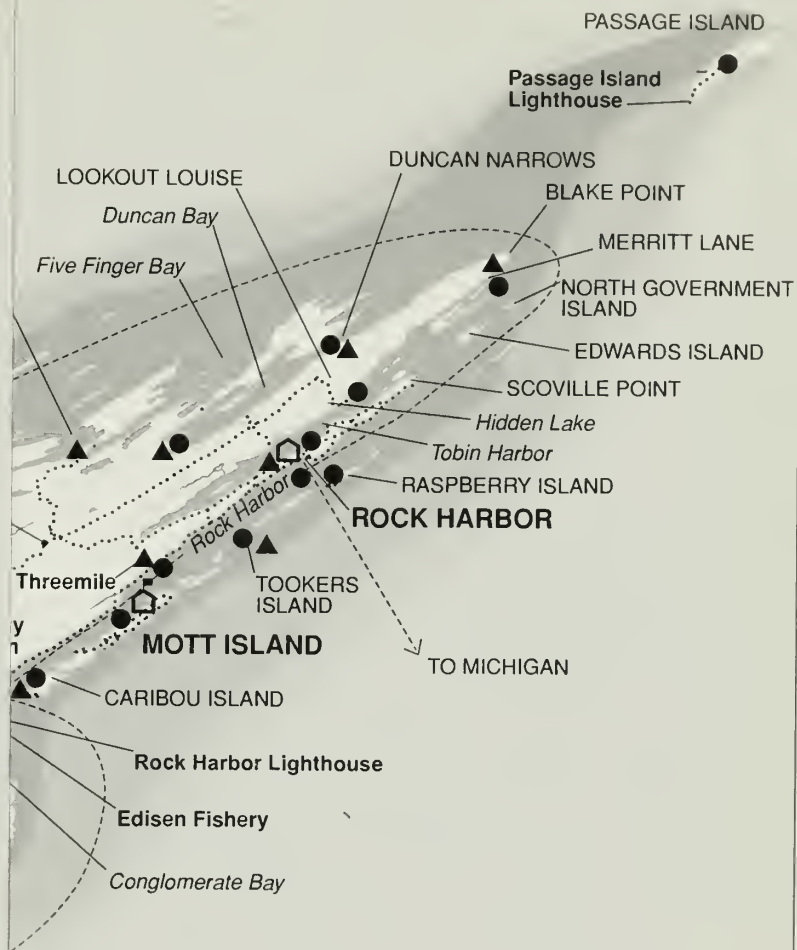 PASSAGE ISLAND
Passage Island
Lighthouse
DUNCAN NARROWS
LOOKOUT LOUISE
BLAKE POINT
Duncan Bay
MERRITT LANE
Five Finger Bay
NORTH GOVERNMENT
ISLAND
EDWARDS ISLAND
SCOVILLE POINT
Hidden Lake
Tobin Harbor
RASPBERRY ISLAND
Rock Harbor
ROCK HARBOR
Threemile
TOOKERS
ISLAND
y
n
MOTT ISLAND
TO MICHIGAN
CARIBOU ISLAND
Rock Harbor Lighthouse
Edisen Fishery
Conglomerate Bay